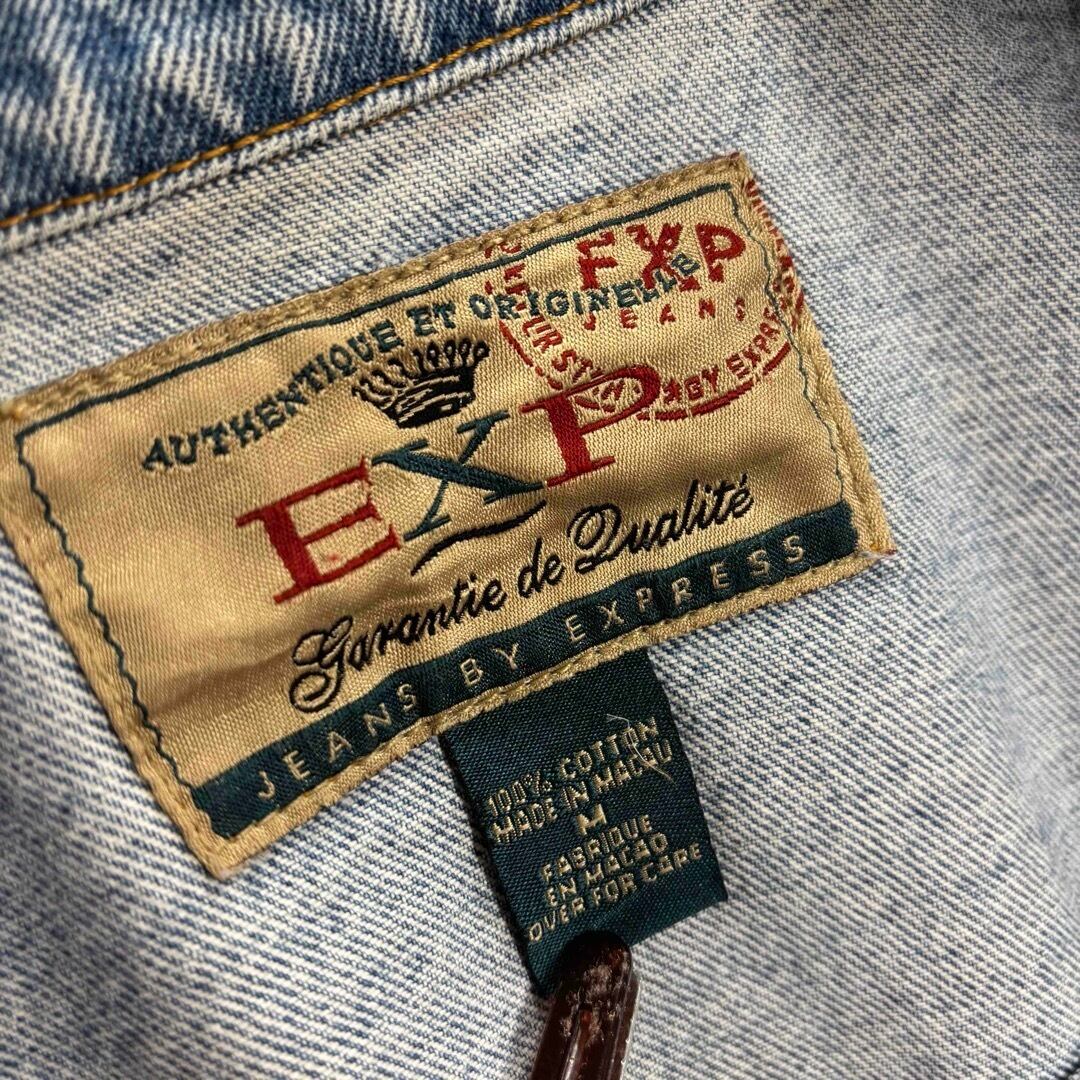 AUTHENTIQUE ET ORIGINELLE
EXP
JEANS
BY EXPRESS
EXP
Garantie de Qualité
JEANS BY EXPRESS
100% COTTON
MADE IN MACAU
M
FABRIQUE
EN MACAO
OVER FOR CARE